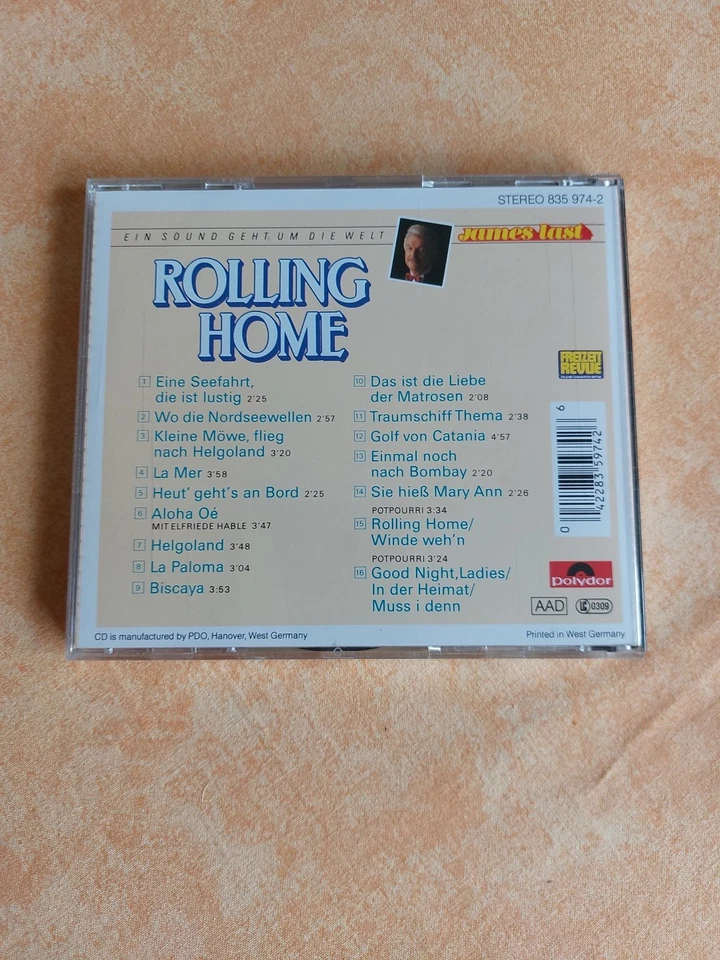 STEREO 835 974-2
EIN SOUND GEHT UM DIE WELT
James Last
ROLLING
HOME
1 Eine Seefahrt,
die ist lustig 2'25
2 Wo die Nordseewellen 2'57
3 Kleine Möwe, flieg
nach Helgoland 3'20
4 La Mer 3'58
5 Heut' geht's an Bord 2'25
6 Aloha Oé
MIT ELFRIEDE HABLE 3'47
7 Helgoland 3'48
8 La Paloma 3'04
9 Biscaya 3:53
10 Das ist die Liebe
der Matrosen 2'08
11 Traumschiff Thema 2'38
12 Golf von Catania 4'57
13 Einmal noch
nach Bombay 2'20
14 Sie hieß Mary Ann 2'26
POTPOURRI 3:34
15 Rolling Home/
Winde weh'n
POTPOURRI 3'24
16 Good Night, Ladies/
In der Heimat/
Muss i denn
FREIZEIT
REVUE
0 42283 59742 6
polydor
AAD
LC 0309
CD is manufactured by PDO, Hanover, West Germany
Printed in West Germany